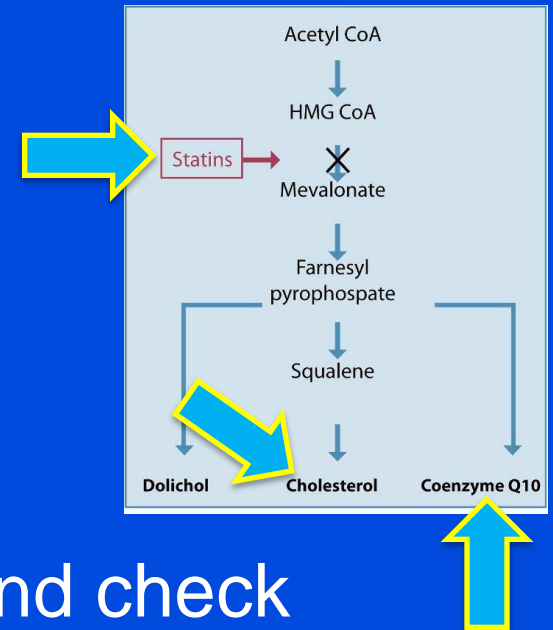 Acetyl CoA
HMG CoA
Statins
Mevalonate
Farnesyl
pyrophospate
Squalene
Dolichol Cholesterol Coenzyme Q10
nd check